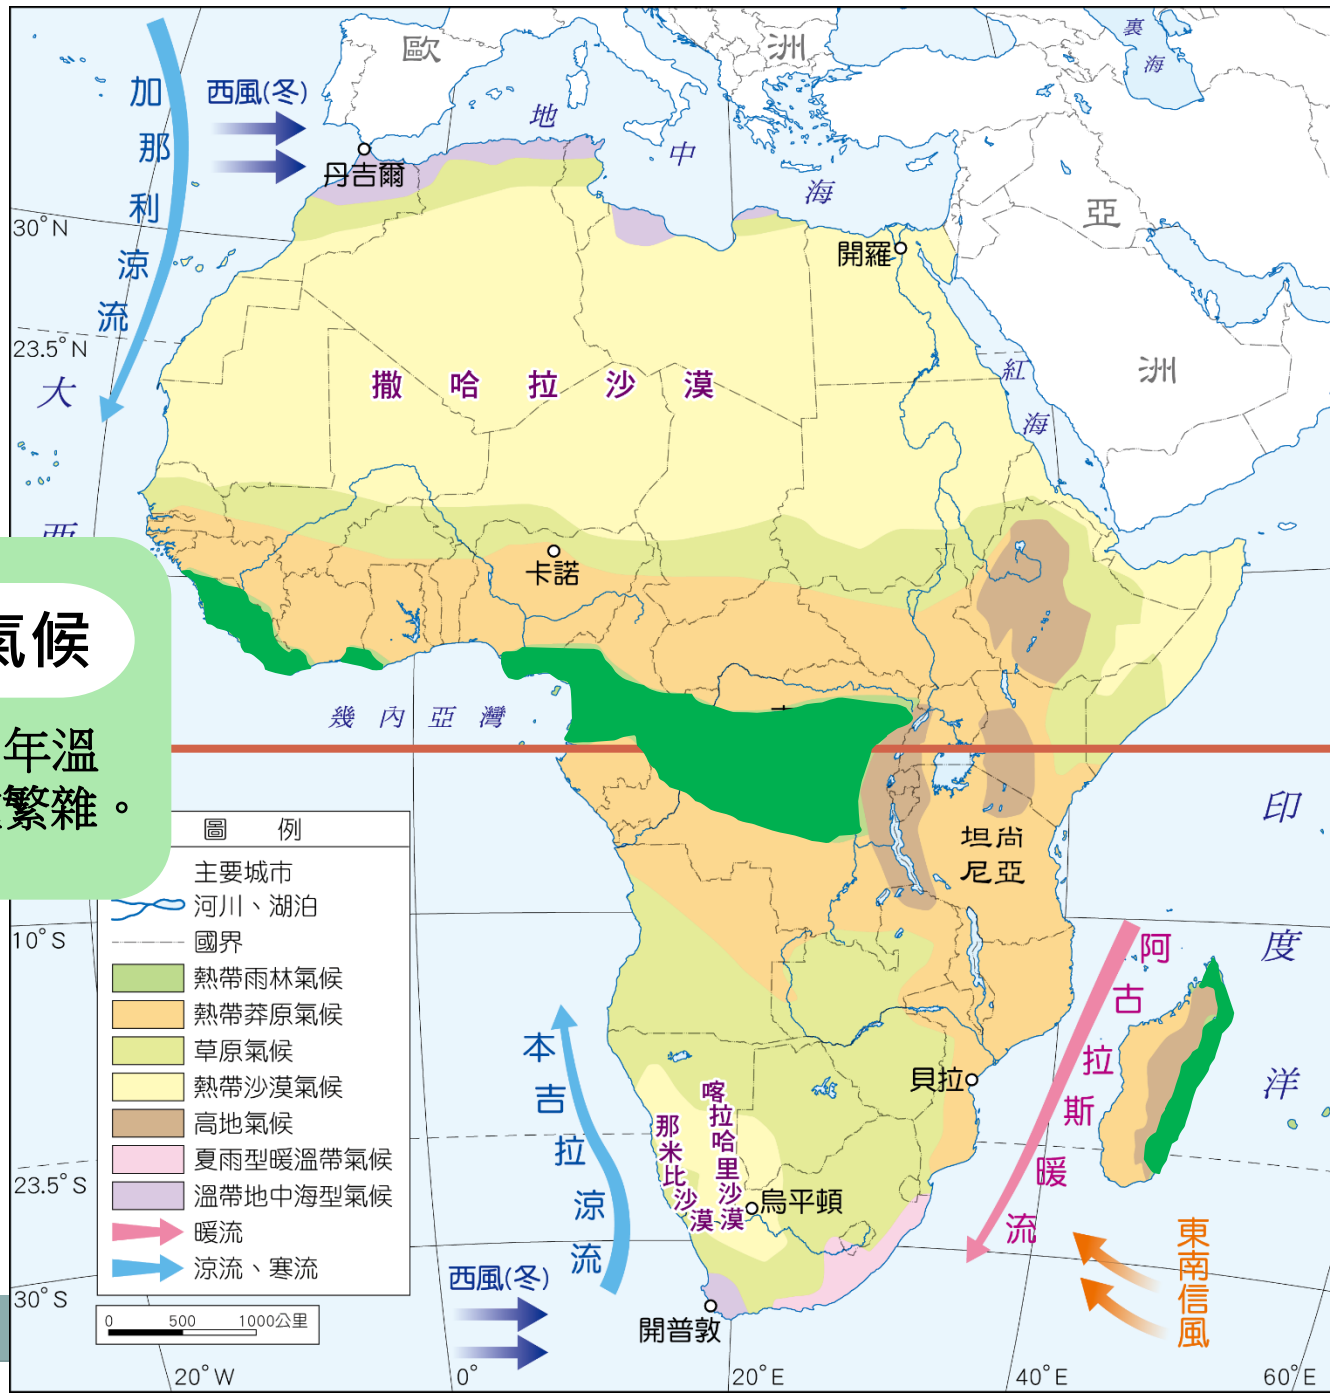 歐
洲
裏海
加那利涼流
西風(冬)
地中海
丹吉爾
30°N
亞
洲
開羅
23.5°N
撒哈拉沙漠
紅海
大
西
卡諾
氣候
年溫
繁雜。
幾內亞灣
坦尚
尼亞
印度洋
圖 例
主要城市
河川、湖泊
國界
熱帶雨林氣候
熱帶莽原氣候
草原氣候
熱帶沙漠氣候
高地氣候
夏雨型暖溫帶氣候
溫帶地中海型氣候
暖流
涼流、寒流
0 500 1000公里
10°S
23.5°S
30°S
本吉拉涼流
阿古拉斯暖流
貝拉
那米比沙漠
喀拉哈里沙漠
烏平頓
西風(冬)
開普敦
東南信風
20°W
0°
20°E
40°E
60°E